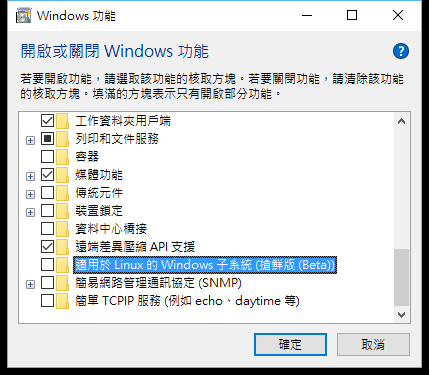 Windows 功能
開啟或關閉 Windows 功能
若要開啟功能，請選取該功能的核取方塊。若要關閉功能，請清除該功能
的核取方塊。填滿的方塊表示只有開啟部分功能。
工作資料夾用戶端
列印和文件服務
容器
媒體功能
傳統元件
裝置鎖定
資料中心橋接
遠端差異壓縮 API 支援
適用於 Linux 的 Windows 子系統 (搶鮮版 (Beta))
簡易網路管理通訊協定 (SNMP)
簡單 TCPIP 服務 (例如 echo、daytime 等)
確定
取消